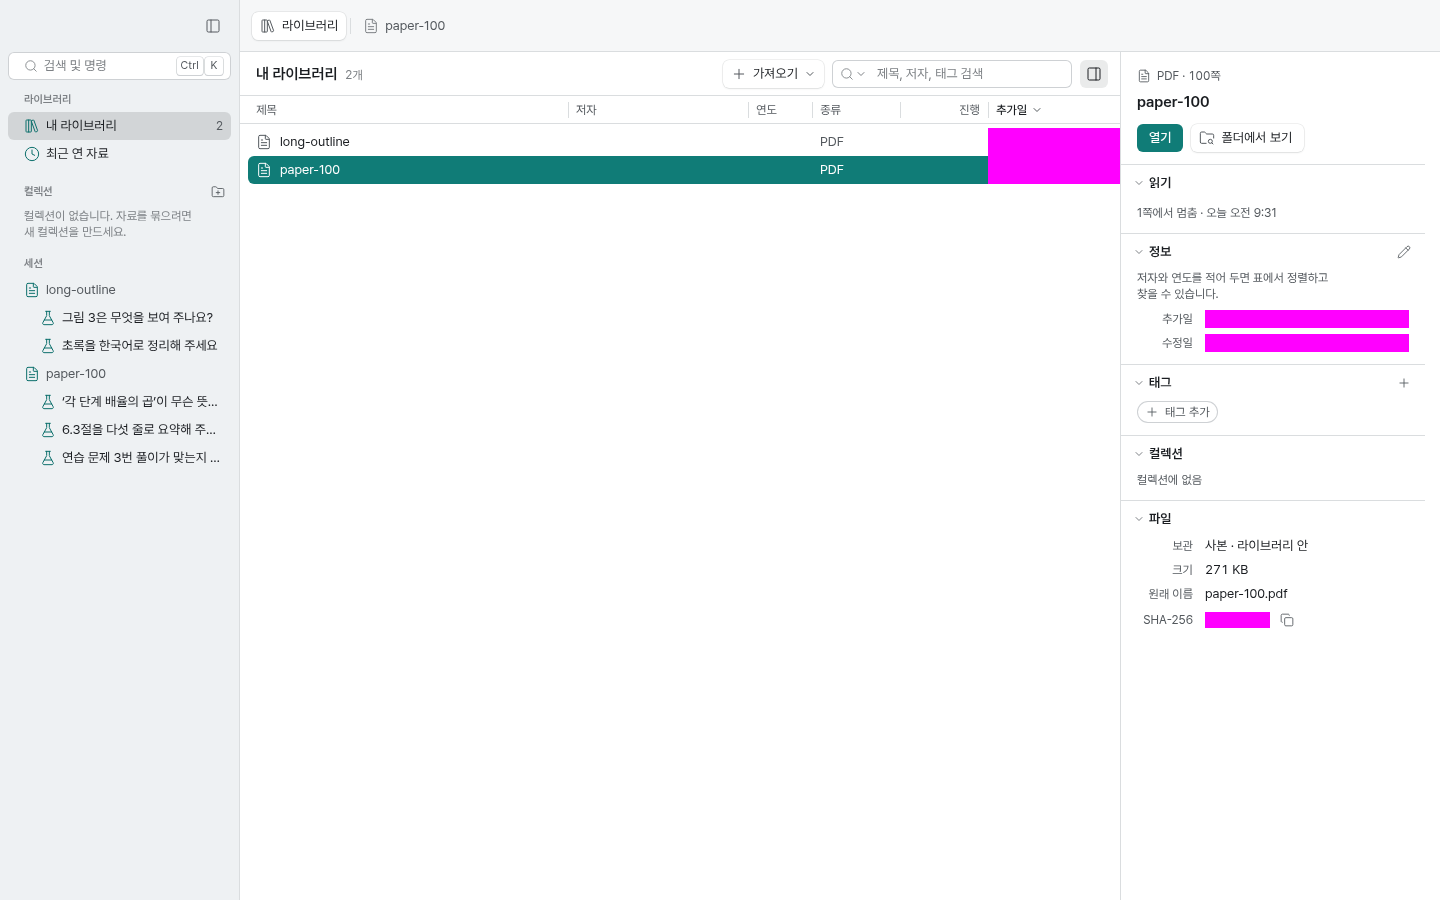 검색 및 명령 Ctrl K
라이브러리
내 라이브러리 2
최근 연 자료
컬렉션
컬렉션이 없습니다. 자료를 묶으려면
새 컬렉션을 만드세요.
세션
long-outline
그림 3은 무엇을 보여 주나요?
초록을 한국어로 정리해 주세요
paper-100
‘각 단계 배율의 곱’이 무슨 뜻...
6.3절을 다섯 줄로 요약해 주...
연습 문제 3번 풀이가 맞는지 ...
라이브러리
paper-100
내 라이브러리 2개
가져오기
제목, 저자, 태그 검색
제목 저자 연도 종류 진행 추가일
long-outline PDF
paper-100 PDF
PDF · 100쪽
paper-100
열기
폴더에서 보기
읽기
1쪽에서 멈춤 · 오늘 오전 9:31
정보
저자와 연도를 적어 두면 표에서 정렬하고
찾을 수 있습니다.
추가일
수정일
태그
태그 추가
컬렉션
컬렉션에 없음
파일
보관 사본 · 라이브러리 안
크기 271 KB
원래 이름 paper-100.pdf
SHA-256